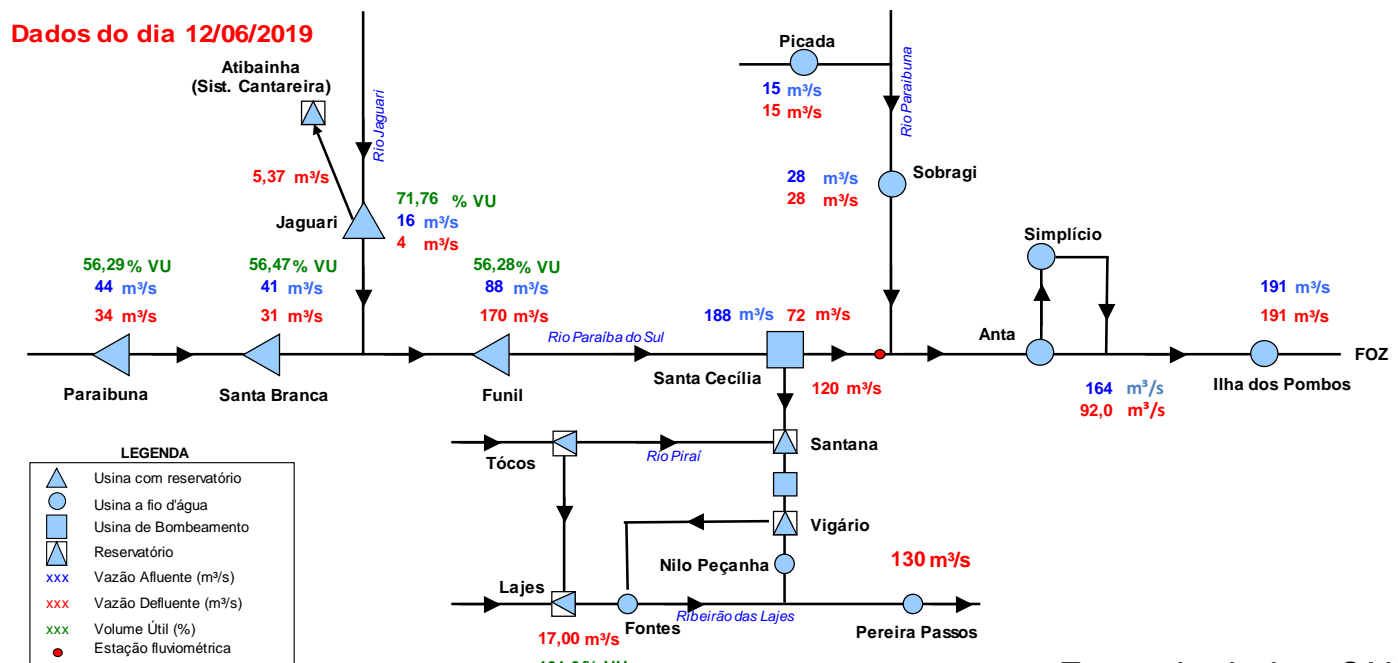 Dados do dia 12/06/2019
Atibainha
(Sist. Cantareira)
Rio Jaguari
5,37 m³/s
Jaguari
71,76 % VU
16 m³/s
4 m³/s
Picada
15 m³/s
15 m³/s
Rio Paraibuna
28 m³/s
28 m³/s
Sobragi
Simplício
56,29% VU
44 m³/s
34 m³/s
Paraibuna
56,47% VU
41 m³/s
31 m³/s
Santa Branca
56,28% VU
88 m³/s
170 m³/s
Funil
Rio Paraíba do Sul
188 m³/s 72 m³/s
Santa Cecília
120 m³/s
Anta
164 m³/s
92,0 m³/s
191 m³/s
191 m³/s
Ilha dos Pombos
FOZ
Tócos
Rio Piraí
Santana
Vigário
Nilo Peçanha
130 m³/s
Lajes
17,00 m³/s
Fontes
Ribeirão das Lajes
Pereira Passos
LEGENDA
Usina com reservatório
Usina a fio d'água
Usina de Bombeamento
Reservatório
xxx Vazão Afluente (m³/s)
xxx Vazão Defluente (m³/s)
xxx Volume Útil (%)
Estação fluviométrica